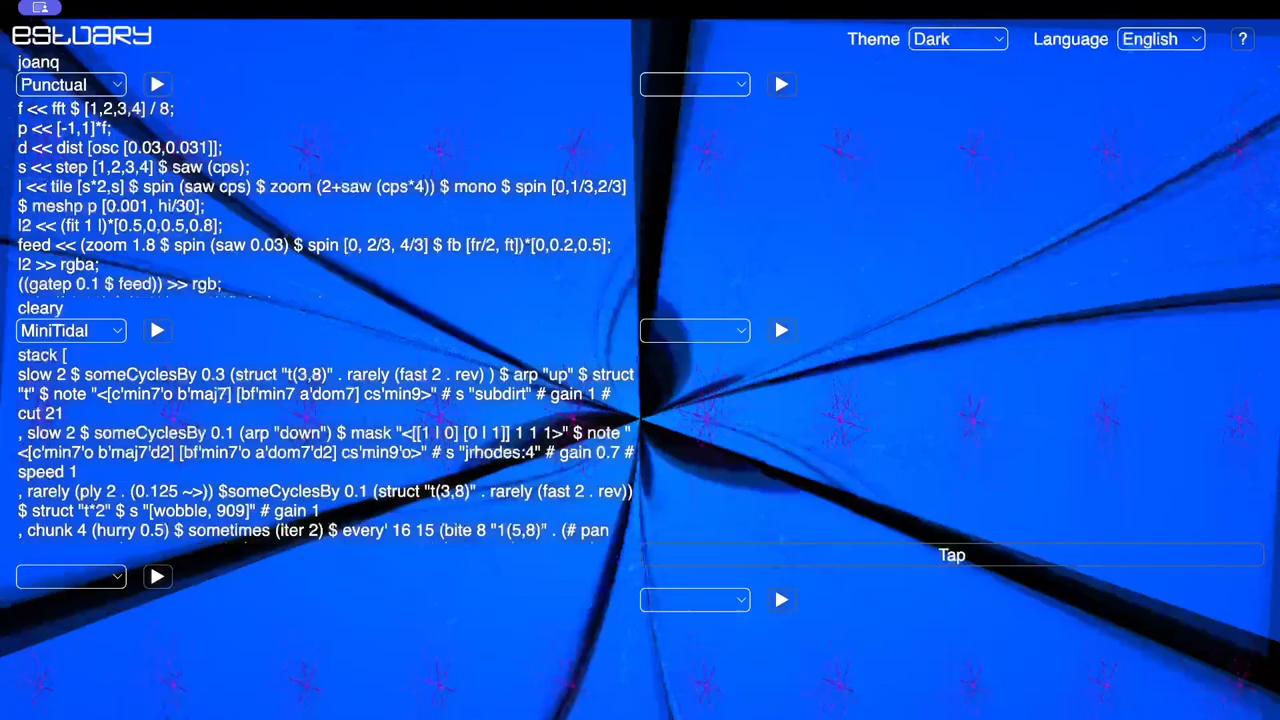 estuary
Theme Dark Language English ?
joanq
Punctual
f << fft $ [1,2,3,4] / 8;
p << [-1,1]*f;
d << dist [osc [0.03,0.031]];
s << step [1,2,3,4] $ saw (cps);
l << tile [s*2,s] $ spin (saw cps) $ zoom (2+saw (cps*4)) $ mono $ spin [0,1/3,2/3]
$ meshp p [0.001, hi/30];
l2 << (fit 1 l)*[0.5,0,0.5,0.8];
feed << (zoom 1.8 $ spin (saw 0.03) $ spin [0, 2/3, 4/3] $ fb [fr/2, ft])*[0,0.2,0.5];
l2 >> rgba;
((gatep 0.1 $ feed)) >> rgb;
cleary
MiniTidal
stack [
slow 2 $ someCyclesBy 0.3 (struct "t(3,8)" . rarely (fast 2 . rev) ) $ arp "up" $ struct
"t" $ note "<[c'min7'o b'maj7] [bf'min7 a'dom7] cs'min9>" # s "subdirt" # gain 1 #
cut 21
, slow 2 $ someCyclesBy 0.1 (arp "down") $ mask "<[[1 | 0] [0 | 1]] 1 1 1>" $ note "
<[c'min7'o b'maj7'd2] [bf'min7'o a'dom7'd2] cs'min9'o>" # s "jrhodes:4" # gain 0.7 #
speed 1
, rarely (ply 2 . (0.125 ~>)) $someCyclesBy 0.1 (struct "t(3,8)" . rarely (fast 2 . rev))
$ struct "t*2" $ s "[wobble, 909]" # gain 1
, chunk 4 (hurry 0.5) $ sometimes (iter 2) $ every' 16 15 (bite 8 "1(5,8)" . (# pan
Tap